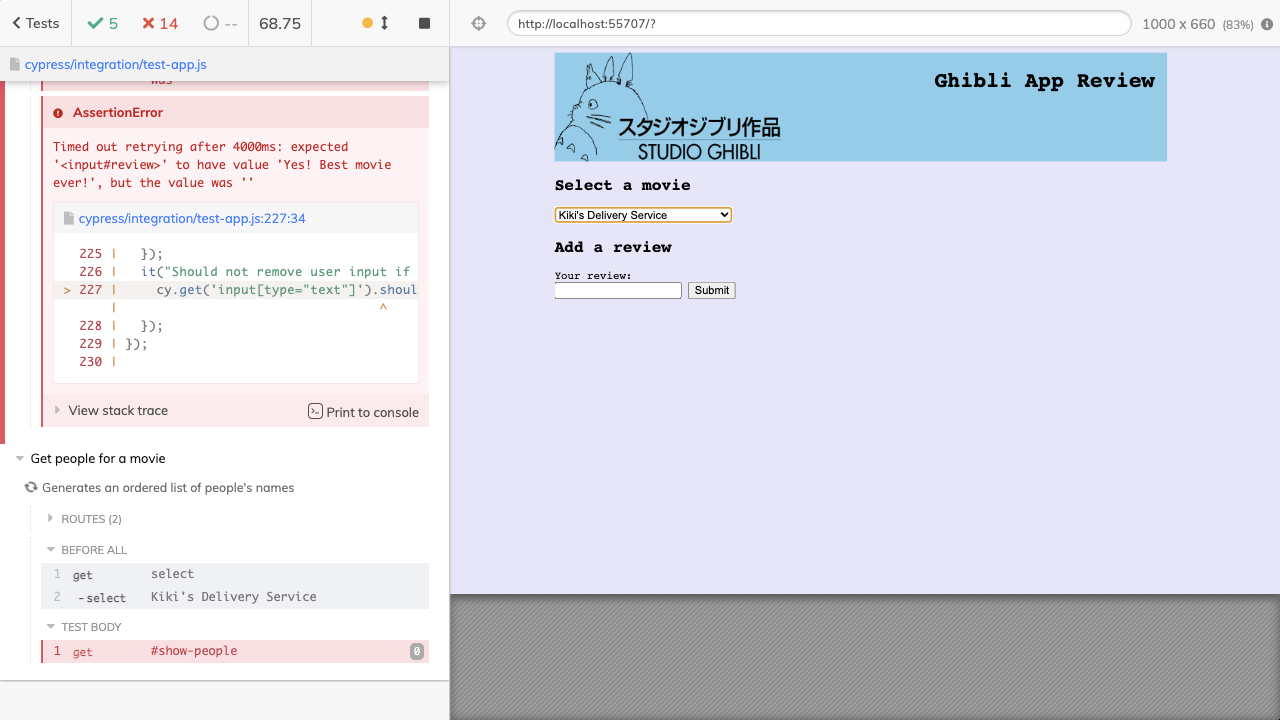 Tests
5
14
--
68.75
http://localhost:55707/?
1000 x 660 (83%)
cypress/integration/test-app.js
was
AssertionError
Timed out retrying after 4000ms: expected
'<input#review>' to have value 'Yes! Best movie
ever!', but the value was ''
cypress/integration/test-app.js:227:34
225 | });
226 | it("Should not remove user input if
> 227 | cy.get('input[type="text"]').shoul
| ^
228 | });
229 | });
230 |
View stack trace
Print to console
Get people for a movie
Generates an ordered list of people's names
ROUTES (2)
BEFORE ALL
1 get select
2 -select Kiki's Delivery Service
TEST BODY
1 get #show-people 0
Ghibli App Review
スタジオジブリ作品
STUDIO GHIBLI
Select a movie
Kiki's Delivery Service
Add a review
Your review:
Submit